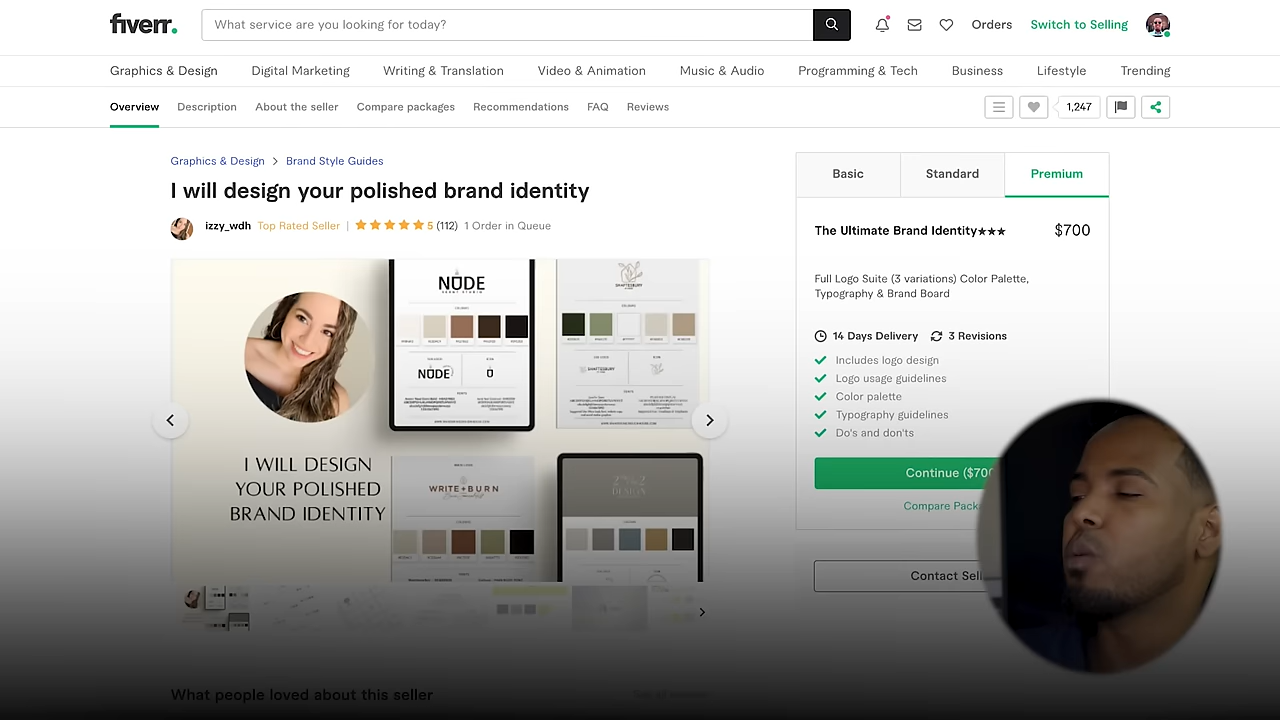 fiverr.
What service are you looking for today?
Orders
Switch to Selling
Graphics & Design
Digital Marketing
Writing & Translation
Video & Animation
Music & Audio
Programming & Tech
Business
Lifestyle
Trending
Overview
Description
About the seller
Compare packages
Recommendations
FAQ
Reviews
1,247
Graphics & Design > Brand Style Guides
I will design your polished brand identity
izzy_wdh Top Rated Seller | 5 (112) 1 Order in Queue
Basic
Standard
Premium
The Ultimate Brand Identity★★★ $700
Full Logo Suite (3 variations) Color Palette,
Typography & Brand Board
14 Days Delivery 3 Revisions
Includes logo design
Logo usage guidelines
Color palette
Typography guidelines
Do's and don'ts
Continue ($700
Compare Pack
Contact Sell
NUDE
NUDE
WRITE+BURN
DESIGN
I WILL DESIGN
YOUR POLISHED
BRAND IDENTITY
What people loved about this seller